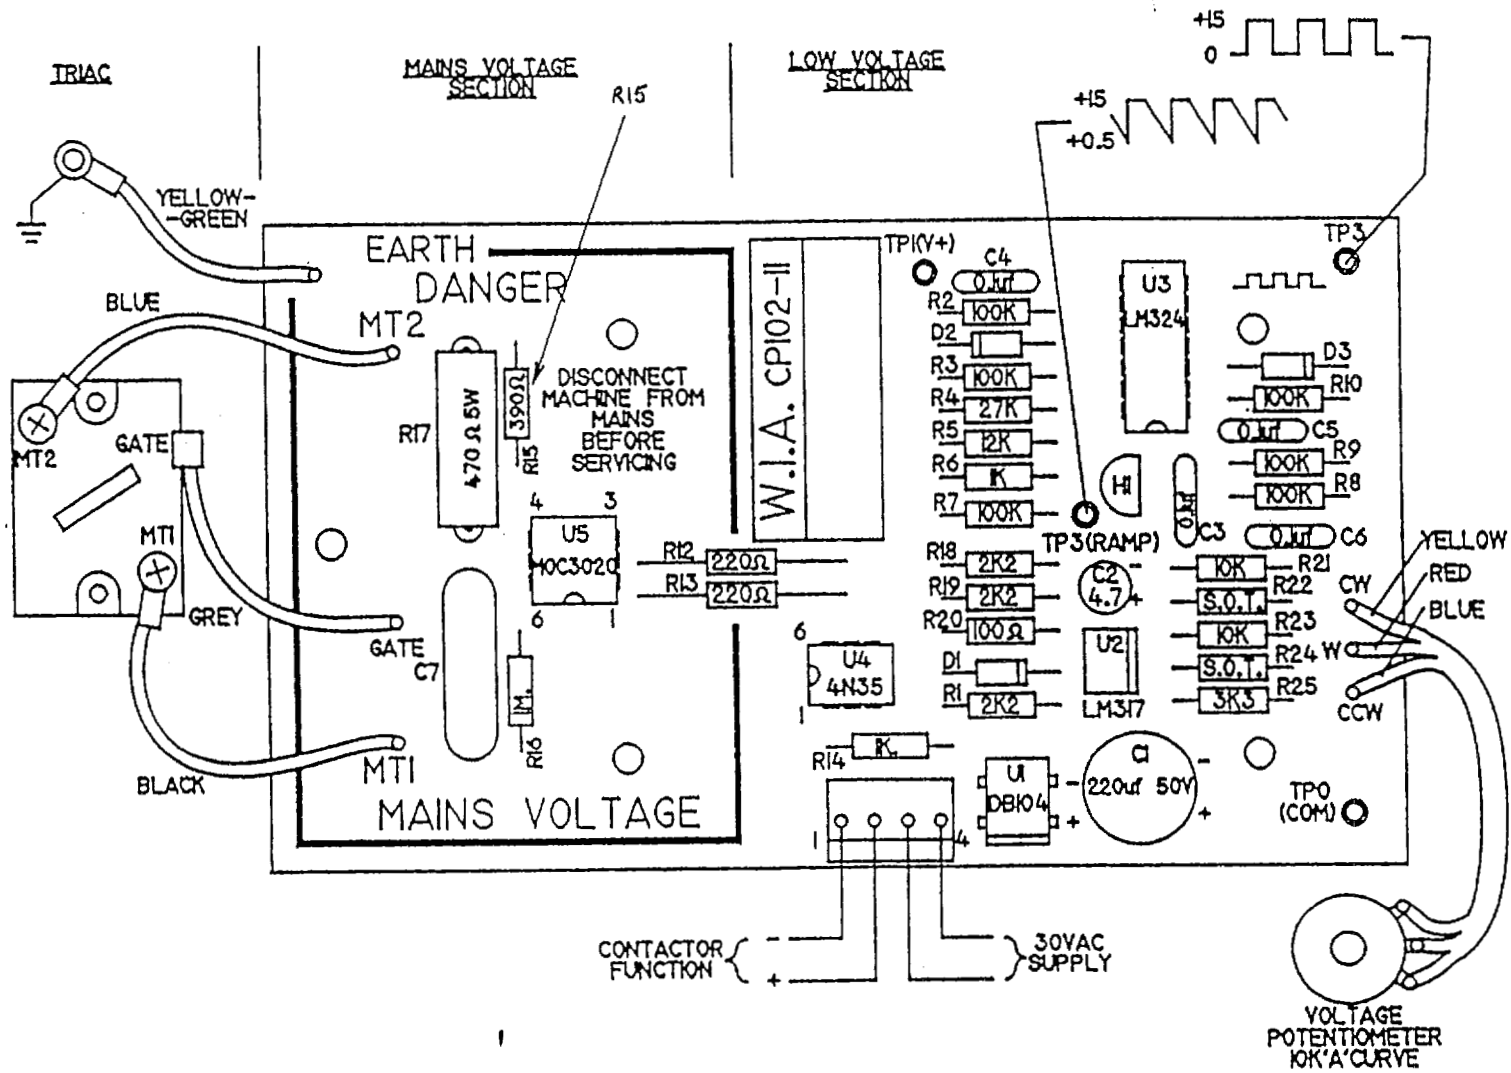 TRIAC
MAINS VOLTAGE
SECTION
R15
LOW VOLTAGE
SECTION
+15
0
+15
+0.5
YELLOW-
-GREEN
EARTH
DANGER
BLUE
MT2
MT2
GATE
MT1
GREY
GATE
BLACK
MT1
MAINS VOLTAGE
R17
470Ω 5W
390Ω
R15
DISCONNECT
MACHINE FROM
MAINS
BEFORE
SERVICING
4
3
U5
MOC3020
6
1
C7
1M.
R16
R12
220Ω
R13
220Ω
W.I.A. CP102-11
TP1(V+)
C4
0.1uf
R2
100K
D2
R3
100K
R4
27K
R5
12K
R6
1K
R7
100K
R18
2K2
R19
2K2
R20
100Ω
D1
R1
2K2
U3
LM324
H1
TP3(RAMP)
0.1uf
C3
C2
4.7
-
+
U2
LM317
TP3
D3
R10
100K
0.1uf
C5
R9
100K
R8
100K
0.1uf
C6
10K
R21
S.O.T.
R22
10K
R23
S.O.T.
R24
3K3
R25
YELLOW
RED
BLUE
CW
W
CCW
6
U4
4N35
1
R14
1K.
U1
DB104
-
+
C1
220uf 50V
-
+
TP0
(COM)
1
4
CONTACTOR
FUNCTION
-
+
30VAC
SUPPLY
VOLTAGE
POTENTIOMETER
10K'A'CURVE